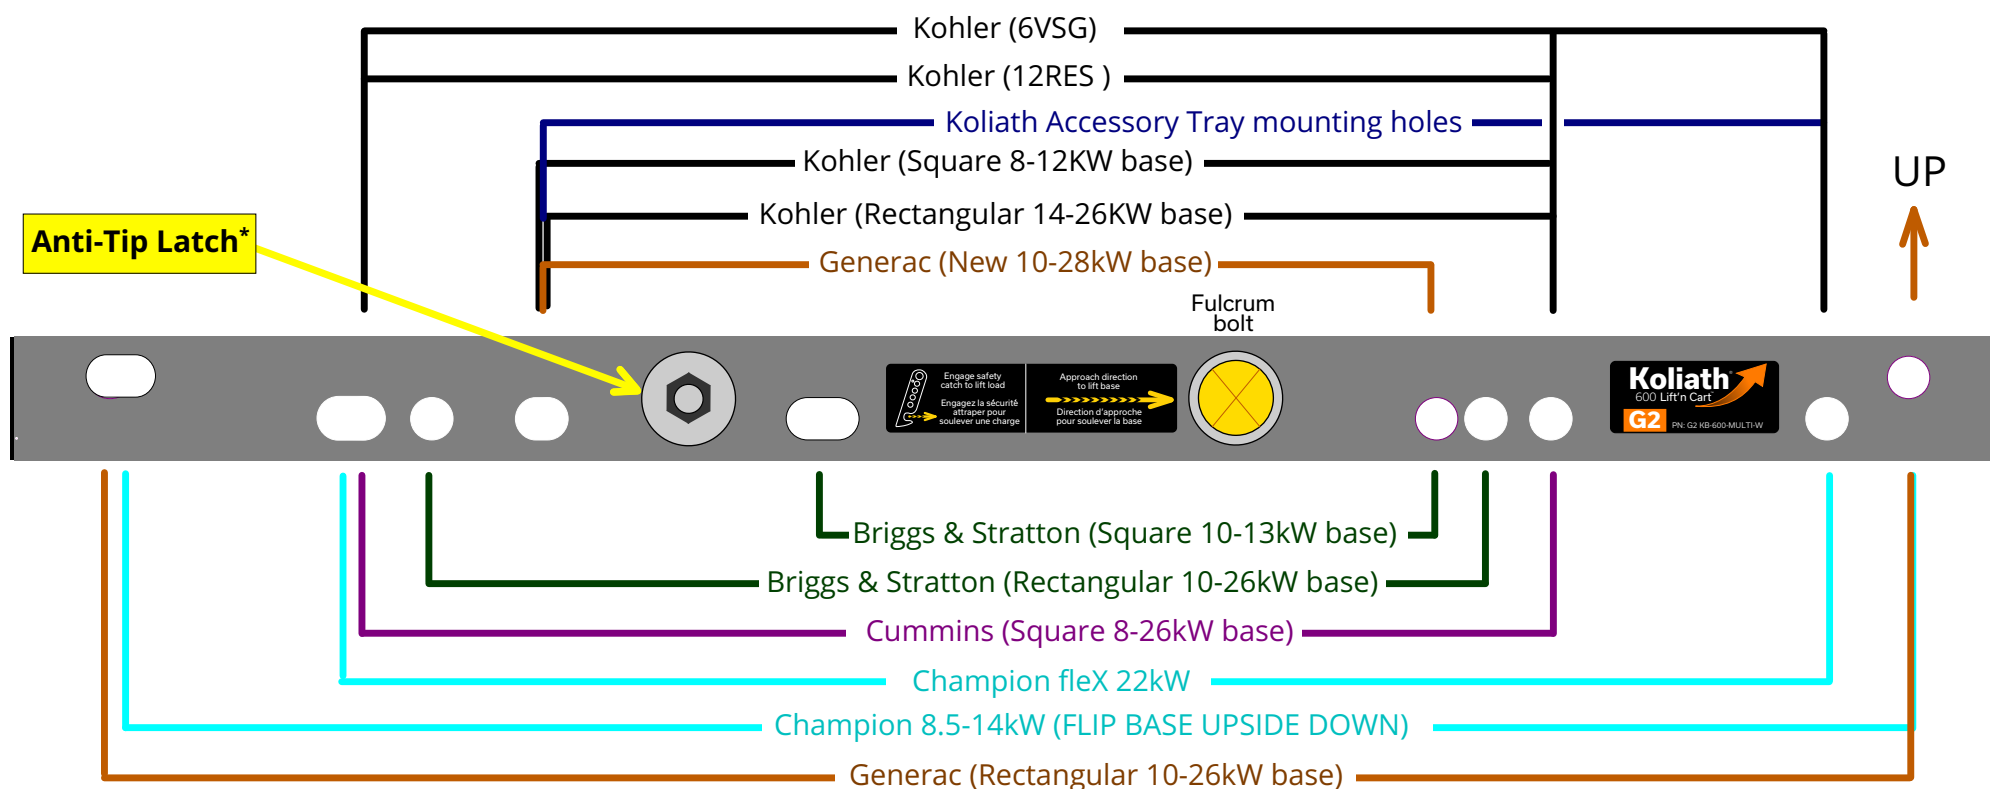 Kohler (6VSG)
Kohler (12RES )
Koliath Accessory Tray mounting holes
Kohler (Square 8-12KW base)
UP
Kohler (Rectangular 14-26KW base)
Anti-Tip Latch*
Generac (New 10-28kW base)
Fulcrum
bolt
Engage safety
catch to lift load
Engagez la sécurité
attraper pour
soulever une charge
Approach direction
to lift base
Direction d'approche
pour soulever la base
Koliath
600 Lift'n Cart
G2 PN: G2 KB-600-MULTI-W
Briggs & Stratton (Square 10-13kW base)
Briggs & Stratton (Rectangular 10-26kW base)
Cummins (Square 8-26kW base)
Champion fleX 22kW
Champion 8.5-14kW (FLIP BASE UPSIDE DOWN)
Generac (Rectangular 10-26kW base)